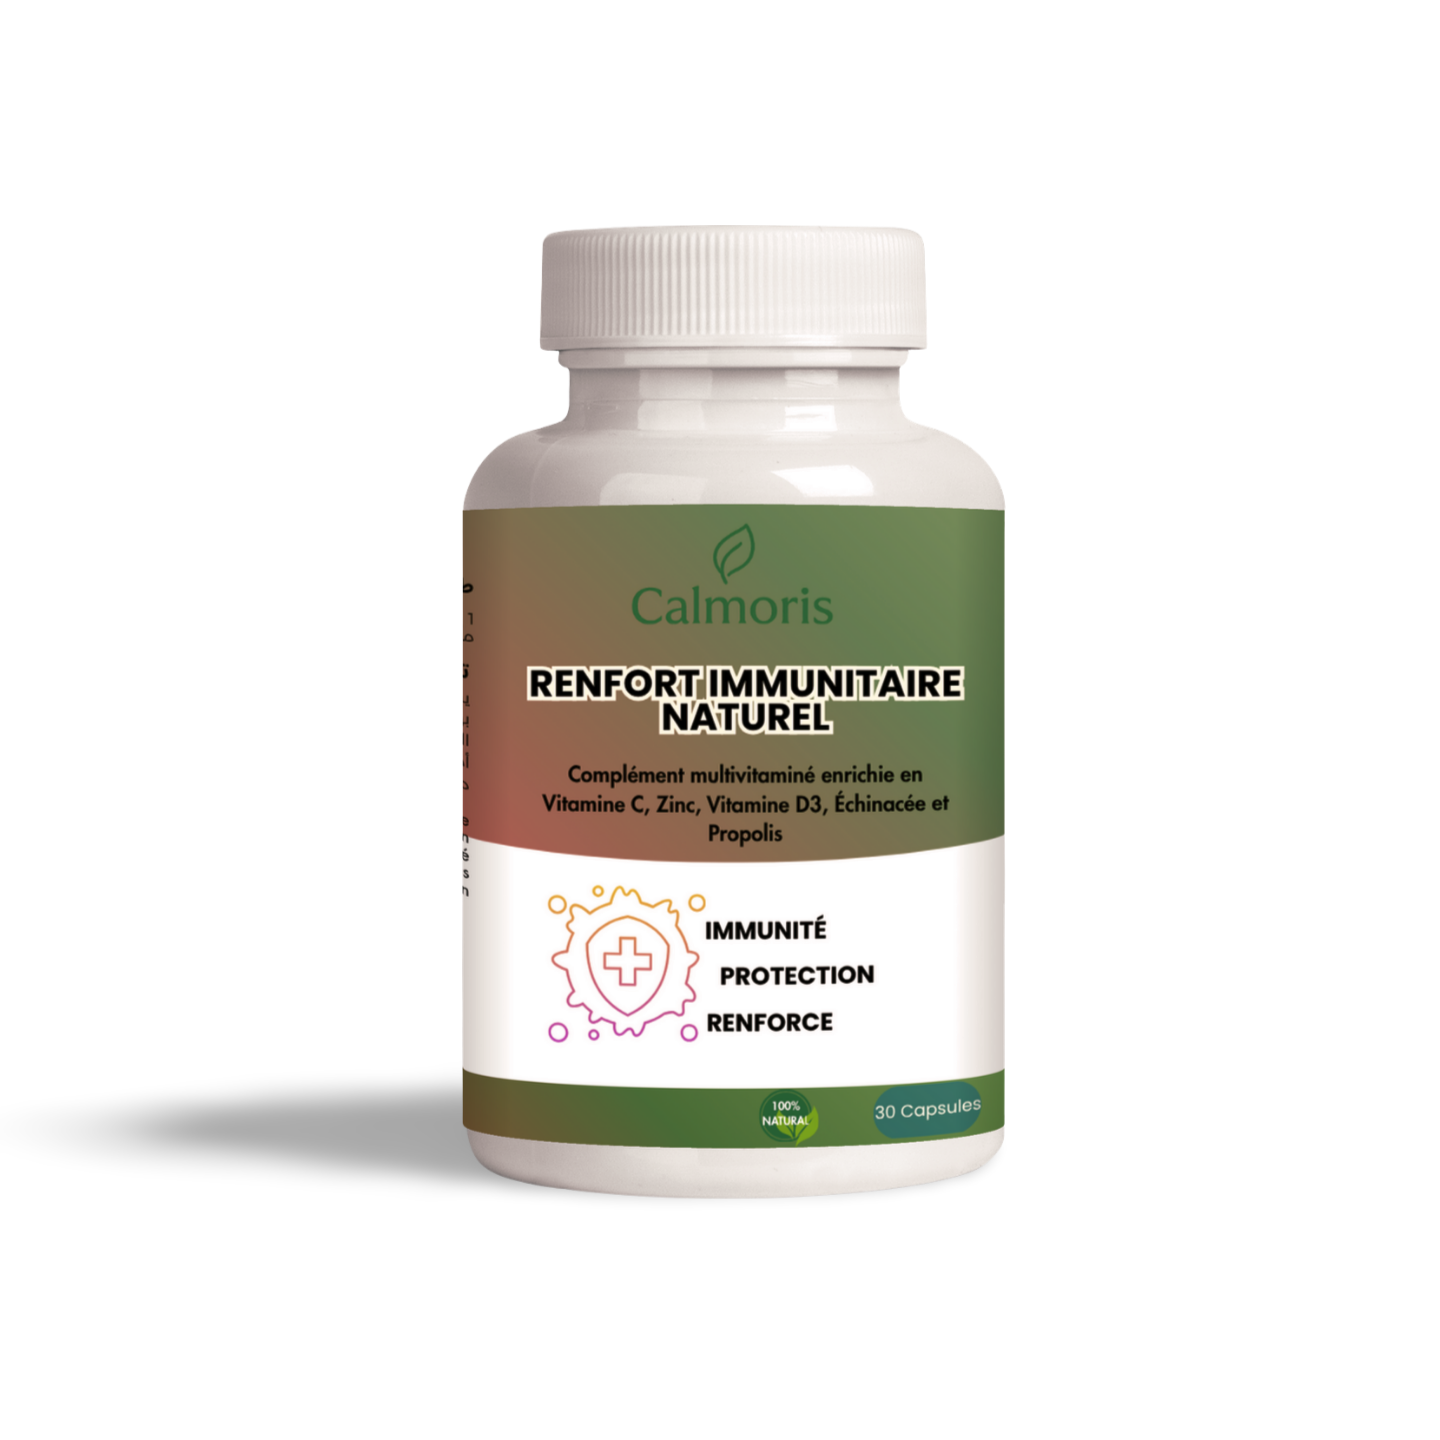 Calmoris
RENFORT IMMUNITAIRE
NATUREL
Complément multivitaminé enrichie en
Vitamine C, Zinc, Vitamine D3, Échinacée et
Propolis
IMMUNITÉ
PROTECTION
RENFORCE
100%
NATURAL
30 Capsules